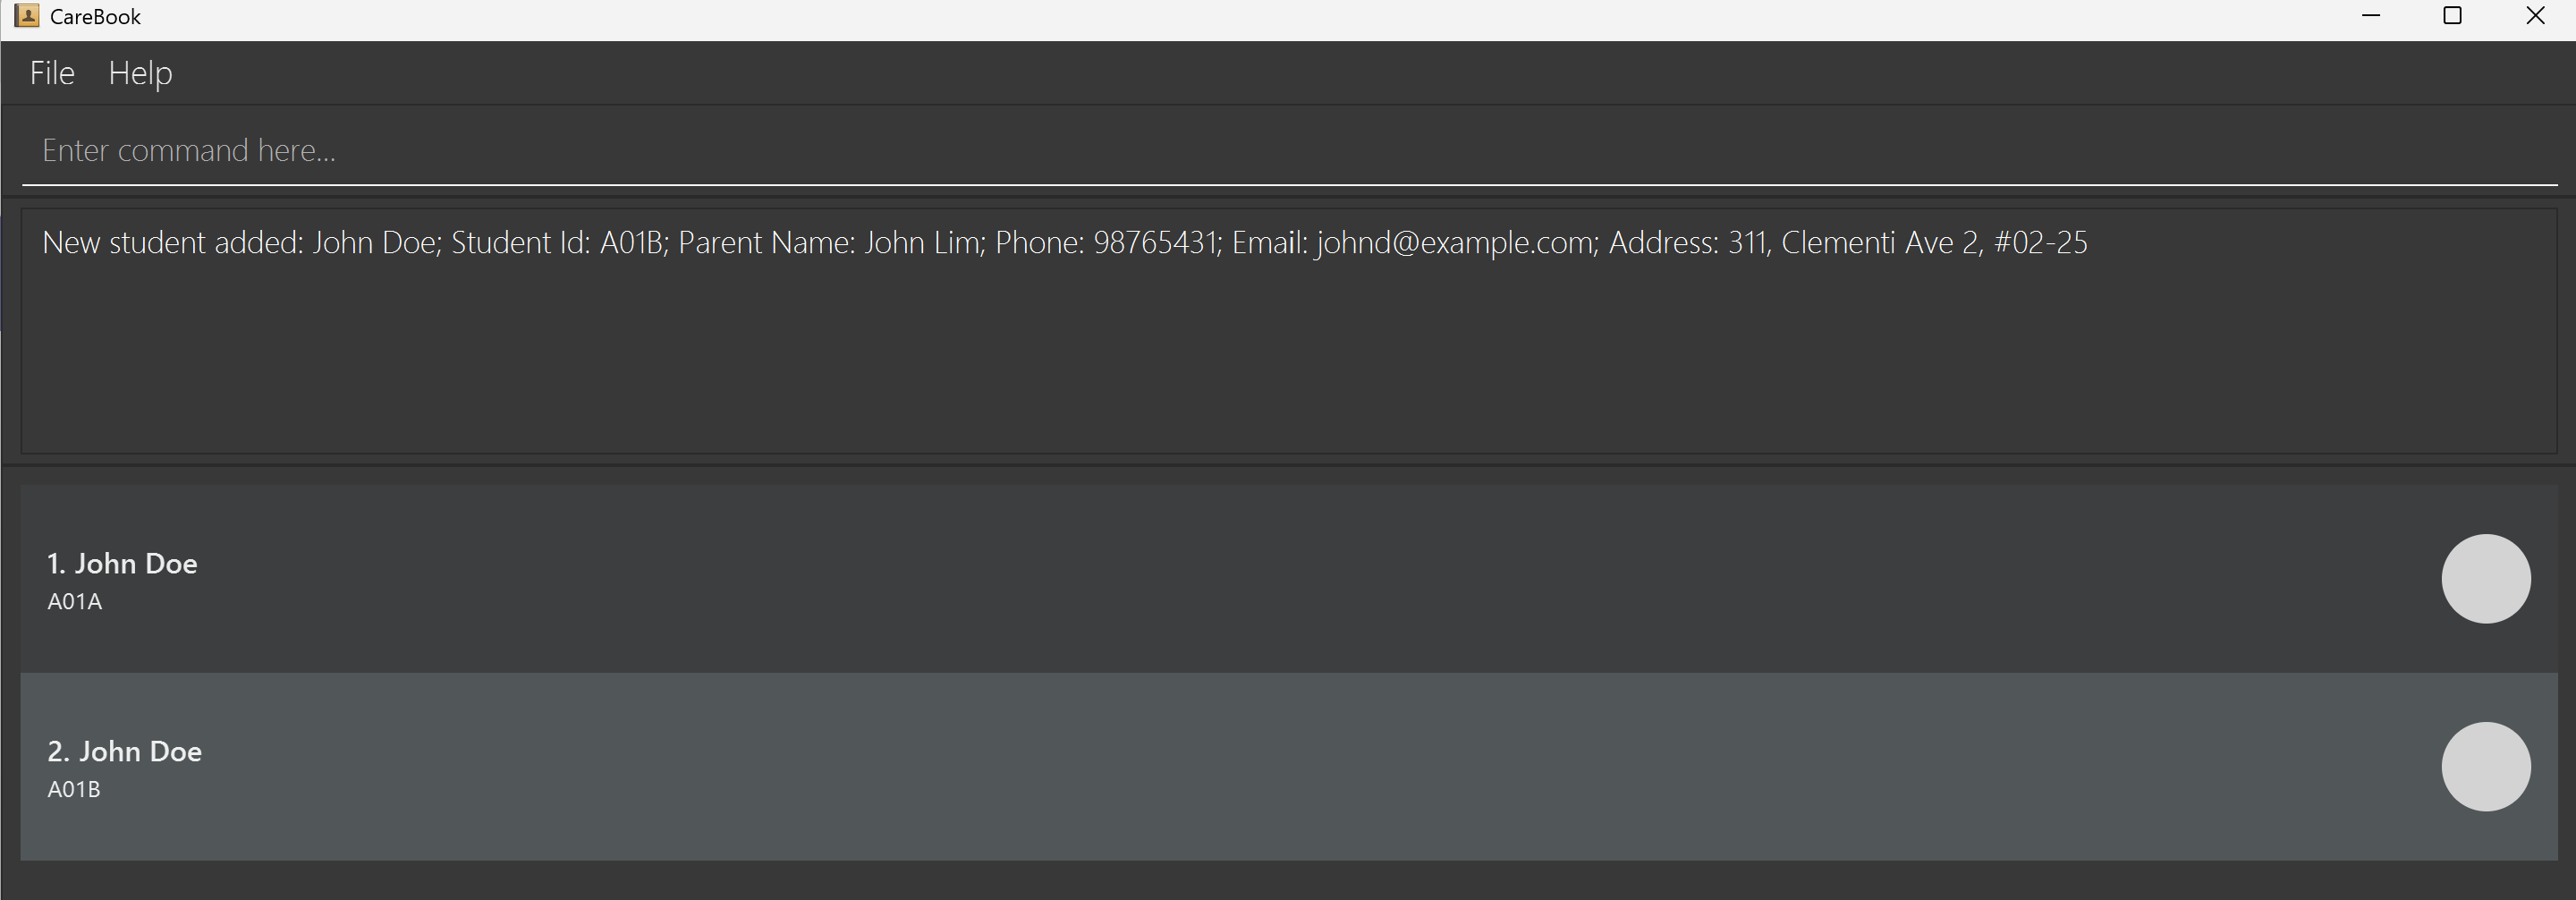 CareBook
File Help
Enter command here...
New student added: John Doe; Student Id: A01B; Parent Name: John Lim; Phone: 98765431; Email: johnd@example.com; Address: 311, Clementi Ave 2, #02-25
1. John Doe
A01A
2. John Doe
A01B